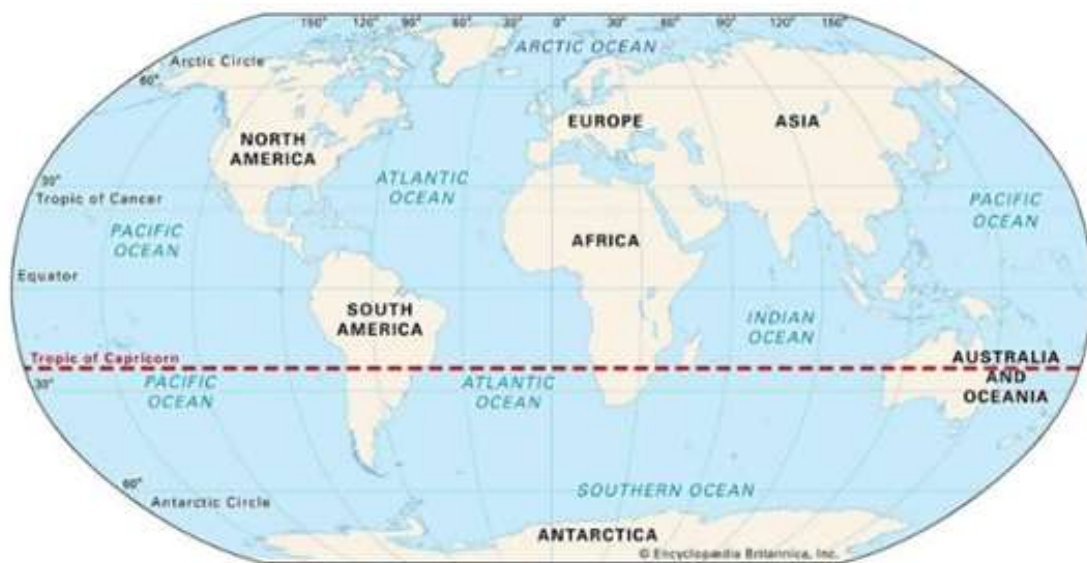 150° 120° 90° 60° 30° 0° 30° 60° 90° 120° 150°
ARCTIC OCEAN
Arctic Circle
60°
NORTH
AMERICA
EUROPE
ASIA
ATLANTIC
OCEAN
30°
Tropic of Cancer
PACIFIC
OCEAN
PACIFIC
OCEAN
AFRICA
Equator
SOUTH
AMERICA
INDIAN
OCEAN
Tropic of Capricorn
AUSTRALIA
AND
OCEANIA
30°
PACIFIC
OCEAN
ATLANTIC
OCEAN
60°
Antarctic Circle
SOUTHERN OCEAN
ANTARCTICA
© Encyclopædia Britannica, Inc.